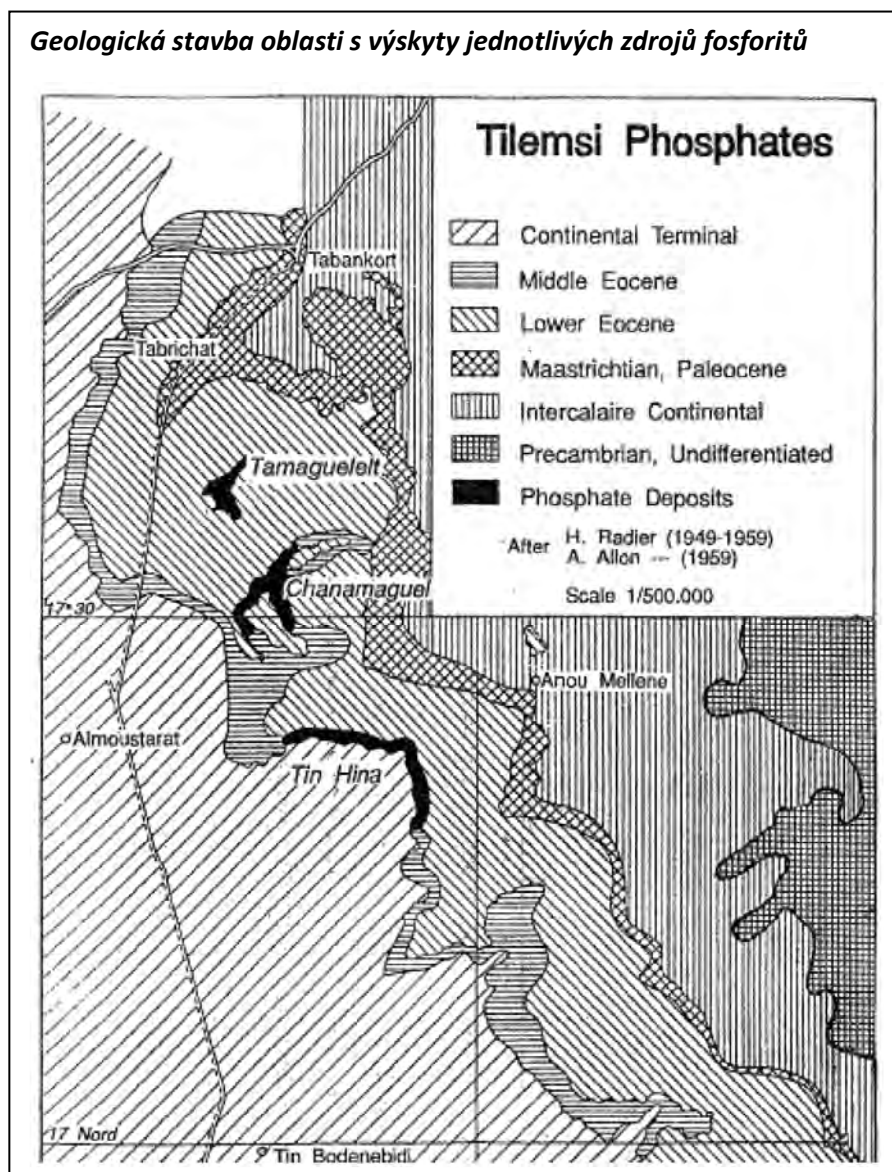 Geologická stavba oblasti s výskyty jednotlivých zdrojů fosforitů
Tilemsi Phosphates
Continental Terminal
Middle Eocene
Lower Eocene
Maastrichtian, Paleocene
Intercalaire Continental
Precambrian, Undifferentiated
Phosphate Deposits
After H. Radier (1949-1959)
A. Allon --- (1959)
Scale 1/500.000
Tabankort
Tabrichat
Tamaguelelt
Chanamaguel
17°30
Anou Mellene
Almoustarat
Tin Hina
17 Nord
Tin Bodenebidi